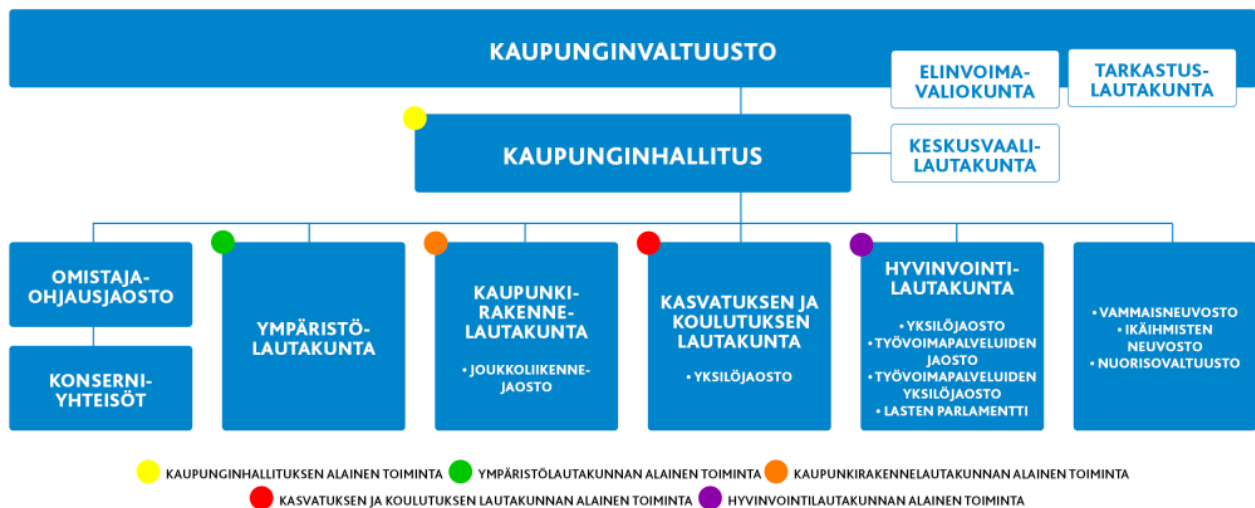 KAUPUNGINVALTUUSTO
ELINVOIMA-
VALIOKUNTA
TARKASTUS-
LAUTAKUNTA
KAUPUNGINHALLITUS
KESKUSVAALI-
LAUTAKUNTA
OMISTAJA-
OHJAUSJAOSTO
KONSERNI-
YHTEISÖT
YMPÄRISTÖ-
LAUTAKUNTA
KAUPUNKI-
RAKENNE-
LAUTAKUNTA
• JOUKKOLIIKENNE-
JAOSTO
KASVATUKSEN JA
KOULUTUKSEN
LAUTAKUNTA
• YKSILÖJAOSTO
HYVINVOINTI-
LAUTAKUNTA
• YKSILÖJAOSTO
• TYÖVOIMAPALVELUIDEN
JAOSTO
• TYÖVOIMAPALVELUIDEN
YKSILÖJAOSTO
• LASTEN PARLAMENTTI
• VAMMAISNEUVOSTO
• IKÄIHMISTEN
NEUVOSTO
• NUORISOVALTUUSTO
KAUPUNGINHALLITUKSEN ALAINEN TOIMINTA
YMPÄRISTÖLAUTAKUNNAN ALAINEN TOIMINTA
KAUPUNKIRAKENNELAUTAKUNNAN ALAINEN TOIMINTA
KASVATUKSEN JA KOULUTUKSEN LAUTAKUNNAN ALAINEN TOIMINTA
HYVINVOINTILAUTAKUNNAN ALAINEN TOIMINTA